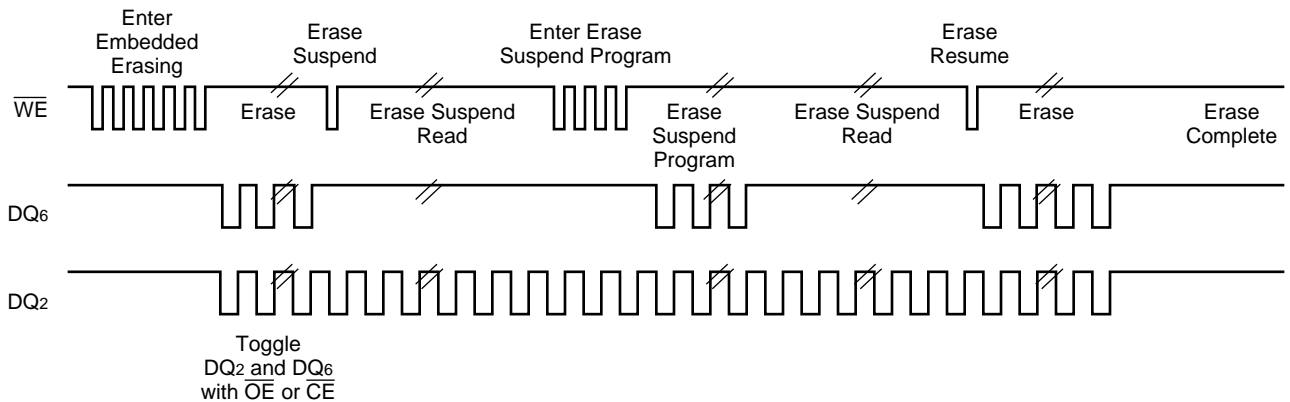 Enter
Embedded
Erasing
Erase
Suspend
Enter Erase
Suspend Program
Erase
Resume
WE
Erase
Erase Suspend
Read
Erase
Suspend
Program
Erase Suspend
Read
Erase
Erase
Complete
DQ6
DQ2
Toggle
DQ2 and DQ6
with OE or CE